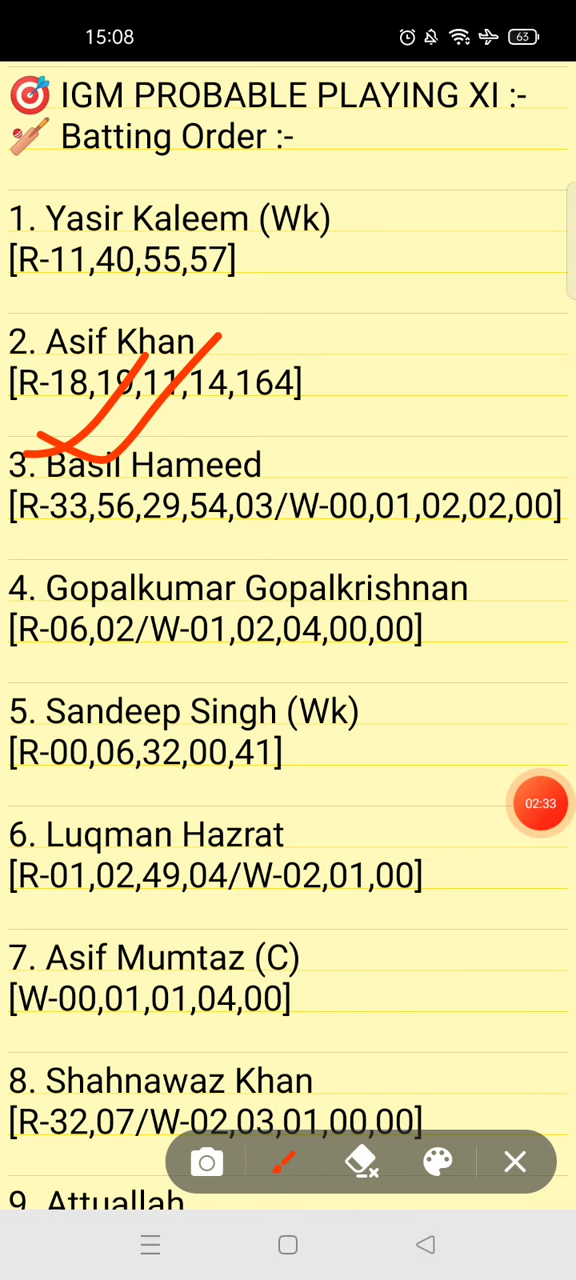 15:08
63
IGM PROBABLE PLAYING XI :-
Batting Order :-
1. Yasir Kaleem (Wk)
[R-11,40,55,57]
2. Asif Khan
[R-18,19,11,14,164]
3. Basil Hameed
[R-33,56,29,54,03/W-00,01,02,02,00]
4. Gopalkumar Gopalkrishnan
[R-06,02/W-01,02,04,00,00]
5. Sandeep Singh (Wk)
[R-00,06,32,00,41]
02:33
6. Luqman Hazrat
[R-01,02,49,04/W-02,01,00]
7. Asif Mumtaz (C)
[W-00,01,01,04,00]
8. Shahnawaz Khan
[R-32,07/W-02,03,01,00,00]
9. Attuallah